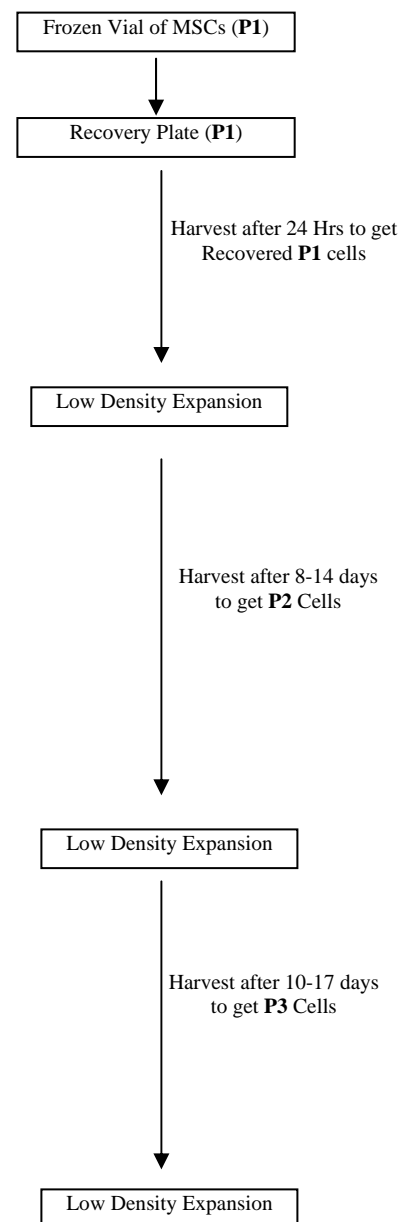 Frozen Vial of MSCs (P1)
Recovery Plate (P1)
Harvest after 24 Hrs to get
Recovered P1 cells
Low Density Expansion
Harvest after 8-14 days
to get P2 Cells
Low Density Expansion
Harvest after 10-17 days
to get P3 Cells
Low Density Expansion